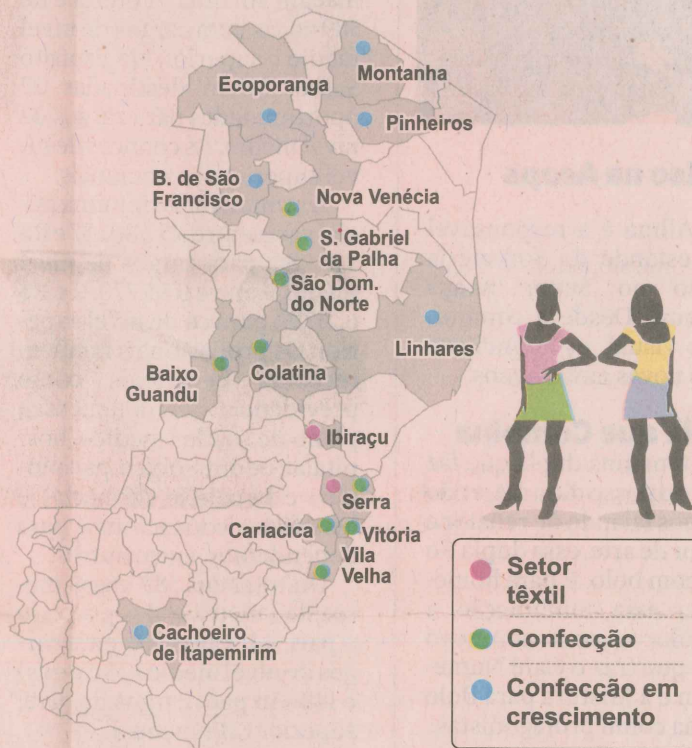 Montanha
Ecoporanga
Pinheiros
B. de São
Francisco
Nova Venécia
S. Gabriel
da Palha
São Dom.
do Norte
Linhares
Baixo
Guandu
Colatina
Ibiraçu
Serra
Cariacica
Vitória
Vila
Velha
Cachoeiro
de Itapemirim
Setor
têxtil
Confecção
Confecção em
crescimento